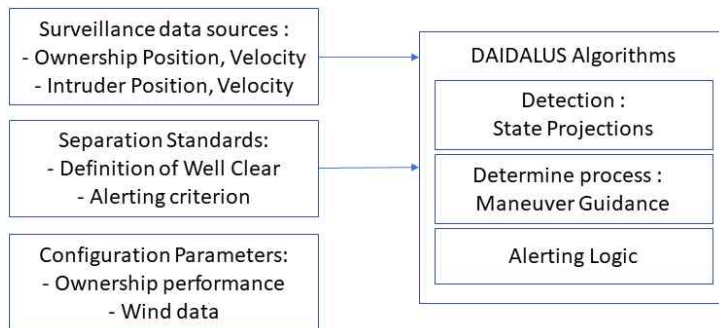 Surveillance data sources :
- Ownership Position, Velocity
- Intruder Position, Velocity
Separation Standards:
- Definition of Well Clear
- Alerting criterion
Configuration Parameters:
- Ownership performance
- Wind data
DAIDALUS Algorithms
Detection :
State Projections
Determine process :
Maneuver Guidance
Alerting Logic